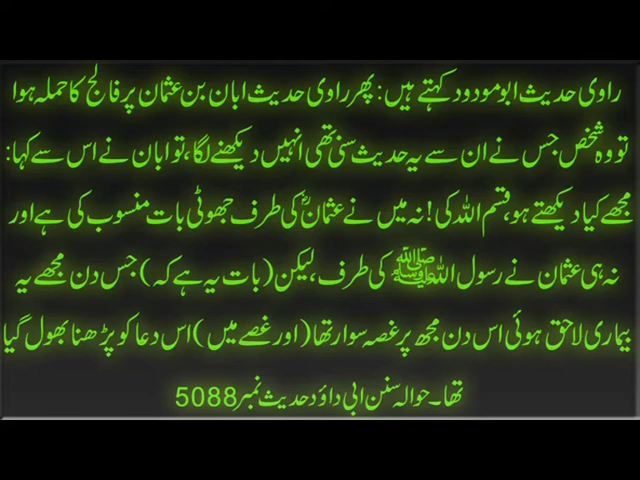 راوی حدیث ابومودود کہتے ہیں: پھر راوی حدیث ابان بن عثمان پر فالج کا حملہ ہوا
تو وہ شخص جس نے ان سے یہ حدیث سنی تھی انہیں دیکھنے لگا، تو ابان نے اس سے کہا:
مجھے کیا دیکھتے ہو، قسم اللہ کی! نہ میں نے عثمانؓ کی طرف جھوٹی بات منسوب کی ہے اور
نہ ہی عثمان نے رسول اللہ ﷺ کی طرف، لیکن (بات یہ ہے کہ) جس دن مجھے یہ
بیماری لاحق ہوئی اس دن مجھ پر غصہ سوار تھا (اور غصے میں) اس دعا کو پڑھنا بھول گیا
تھا۔ حوالہ سنن ابی داؤد حدیث نمبر 5088